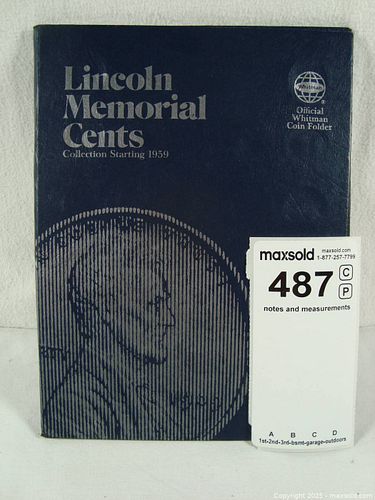 Lincoln
Memorial
Cents
Collection Starting 1959
Whitman
®
Official
Whitman
Coin Folder
maxsold maxsold.com
1-877-257-7799
487 C
P
notes and measurements
A B C D
1st-2nd-3rd-bsmt-garage-outdoors
Copyright 2025 - maxsold.com